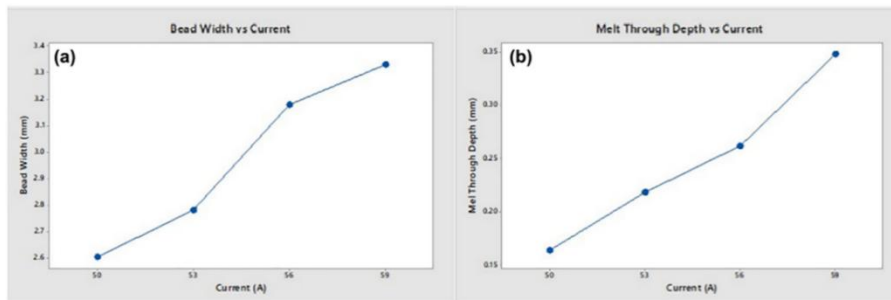 Bead Width vs Current
(a)
3.4
3.3
3.2
3.1
3.0
2.9
2.8
2.7
2.6
Bead Width (mm)
50 53 56 59
Current (A)
Melt Through Depth vs Current
(b)
0.35
0.30
0.25
0.20
0.15
Mel Through Depth (mm)
50 53 56 59
Current (A)